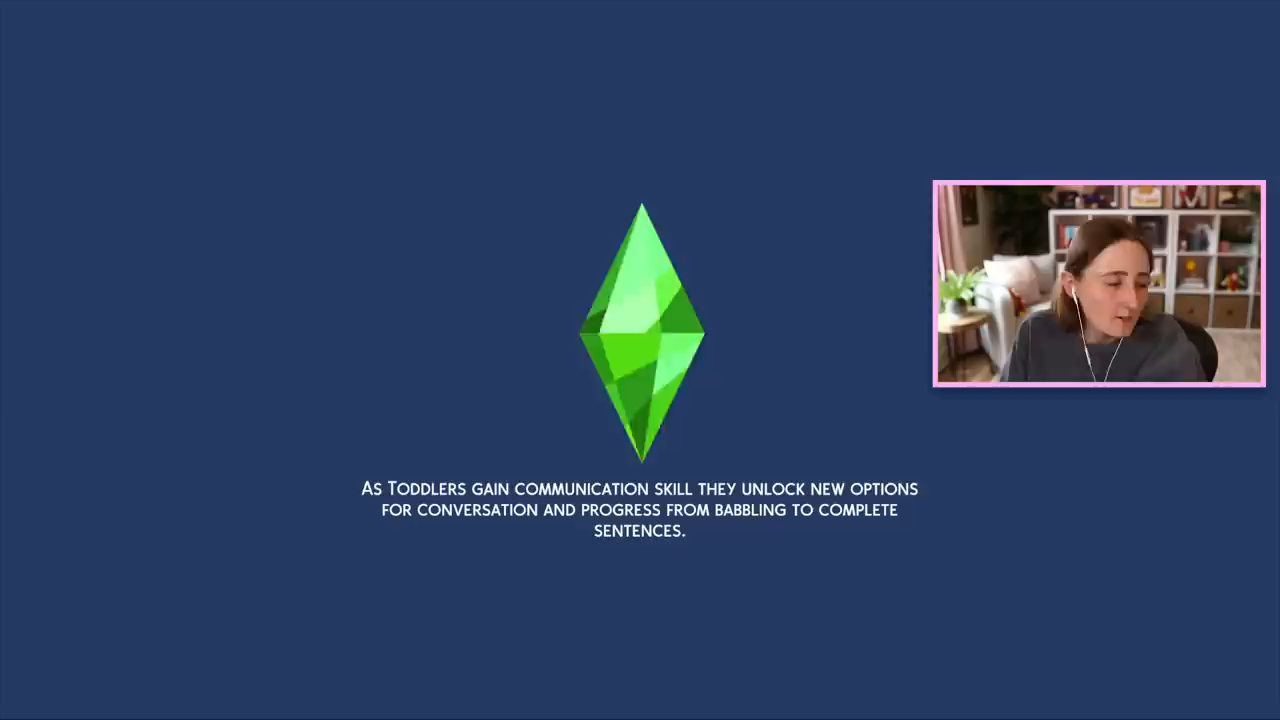 As Toddlers gain communication skill they unlock new options
for conversation and progress from babbling to complete
sentences.